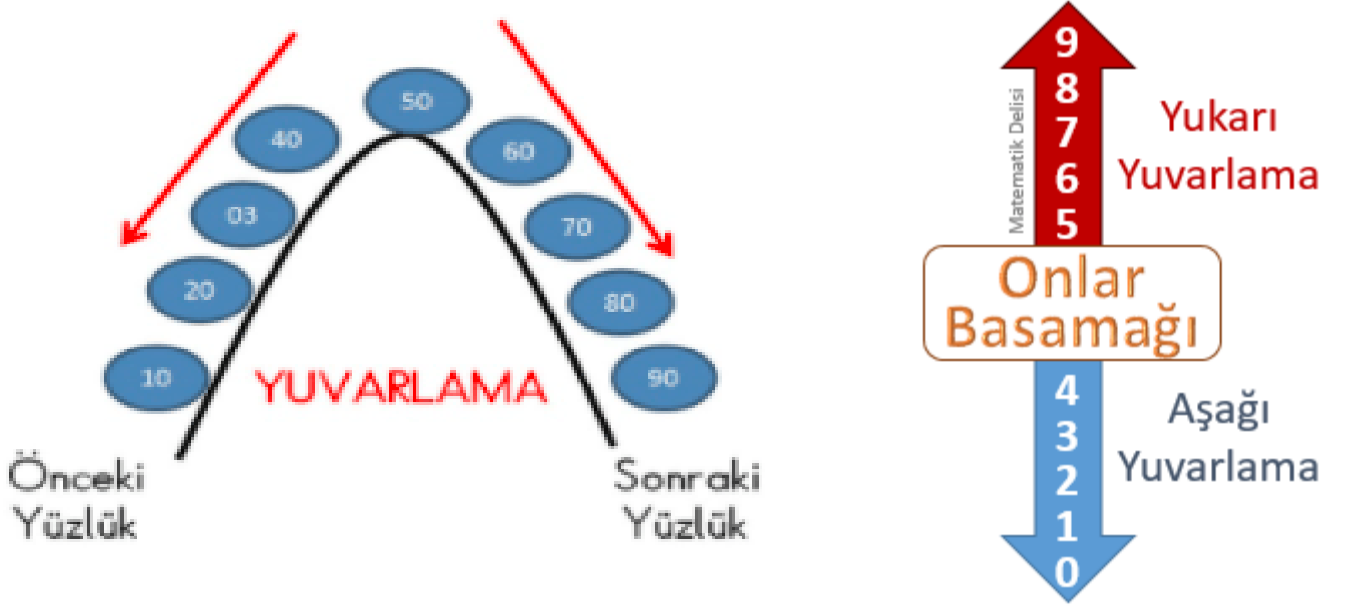 50
40
60
03
70
20
80
10
90
YUVARLAMA
Önceki
Yüzlük
Sonraki
Yüzlük
9
8
7
6
5
Matematik Delisi
Yukarı
Yuvarlama
Onlar
Basamağı
4
3
2
1
0
Aşağı
Yuvarlama